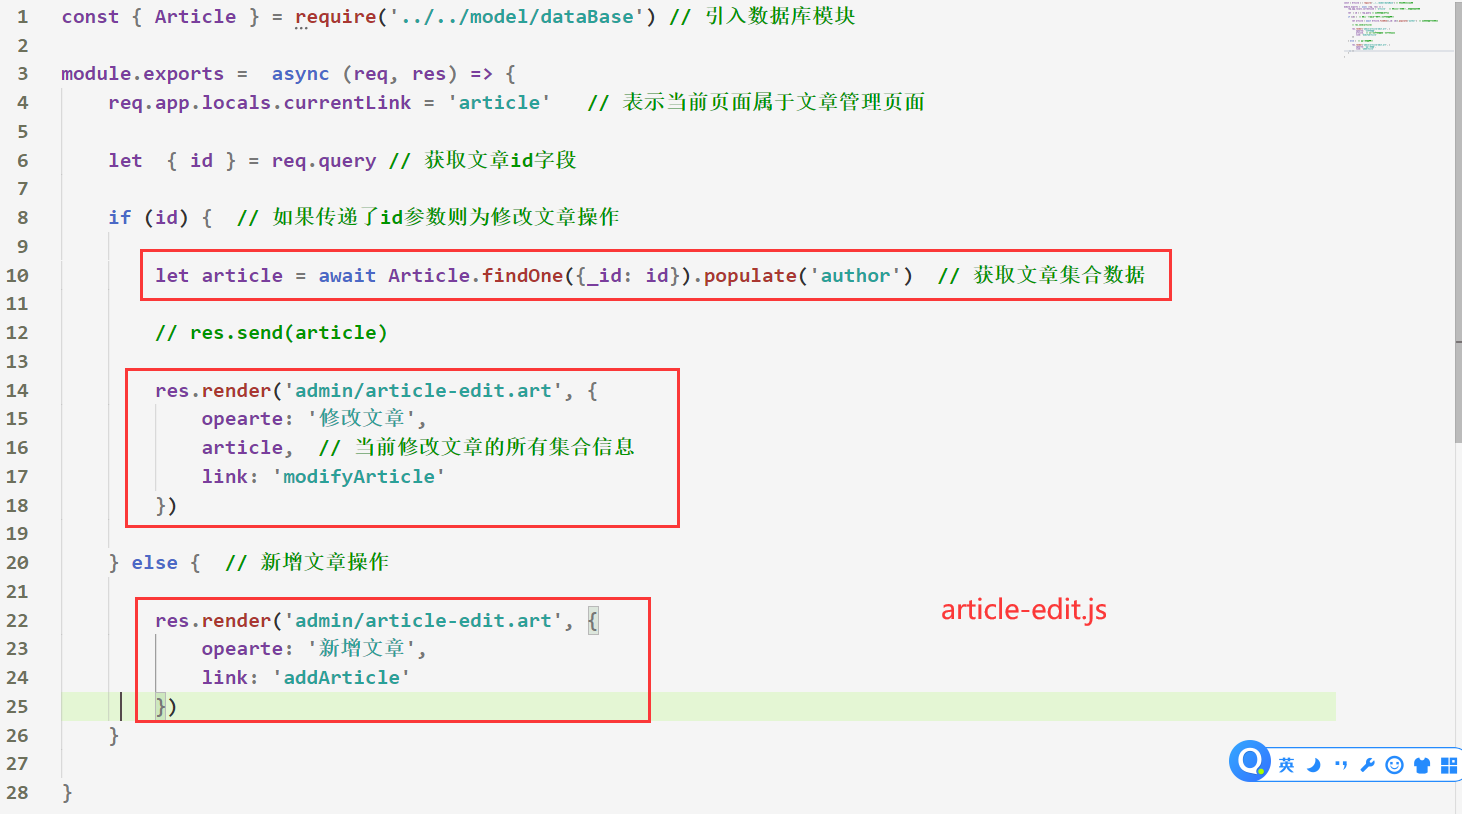 1 const { Article } = require('../../model/dataBase') // 引入数据库模块
2
3 module.exports =  async (req, res) => {
4     req.app.locals.currentLink = 'article'   // 表示当前页面属于文章管理页面
5
6     let  { id } = req.query // 获取文章id字段
7
8     if (id) {  // 如果传递了id参数则为修改文章操作
9
10         let article = await Article.findOne({_id: id}).populate('author')  // 获取文章集合数据
11
12         // res.send(article)
13
14         res.render('admin/article-edit.art', {
15             opearte: '修改文章',
16             article,  // 当前修改文章的所有集合信息
17             link: 'modifyArticle'
18         })
19
20     } else {  // 新增文章操作
21
22         res.render('admin/article-edit.art', {
article-edit.js
23             opearte: '新增文章',
24             link: 'addArticle'
25         })
26     }
27
28 }
英